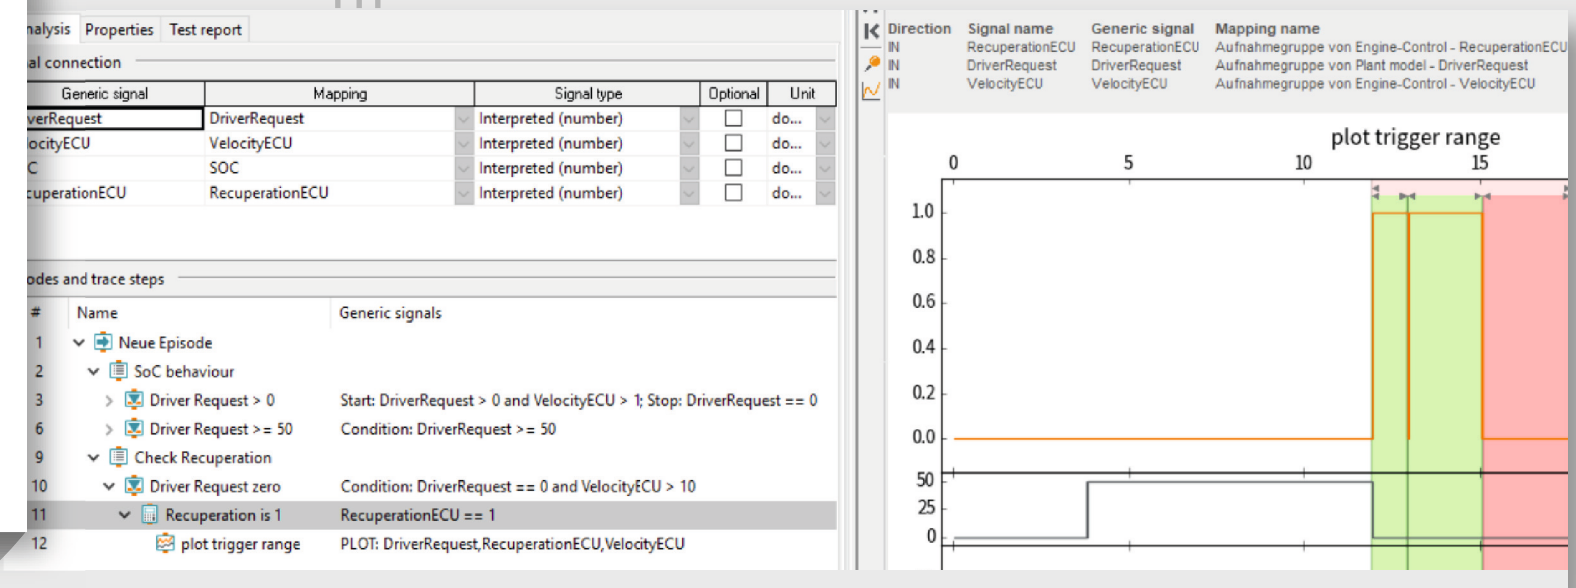 nalysis Properties Test report
al connection
Generic signal Mapping Signal type Optional Unit
verRequest DriverRequest Interpreted (number) do...
ocityECU VelocityECU Interpreted (number) do...
C SOC Interpreted (number) do...
cuperationECU RecuperationECU Interpreted (number) do...
odes and trace steps
# Name Generic signals
1 Neue Episode
2 SoC behaviour
3 Driver Request > 0 Start: DriverRequest > 0 and VelocityECU > 1; Stop: DriverRequest == 0
6 Driver Request >= 50 Condition: DriverRequest >= 50
9 Check Recuperation
10 Driver Request zero Condition: DriverRequest == 0 and VelocityECU > 10
11 Recuperation is 1 RecuperationECU == 1
12 plot trigger range PLOT: DriverRequest,RecuperationECU,VelocityECU
Direction Signal name Generic signal Mapping name
IN RecuperationECU RecuperationECU Aufnahmegruppe von Engine-Control - RecuperationECU
IN DriverRequest DriverRequest Aufnahmegruppe von Plant model - DriverRequest
IN VelocityECU VelocityECU Aufnahmegruppe von Engine-Control - VelocityECU
plot trigger range
0 5 10 15
1.0
0.8
0.6
0.4
0.2
0.0
50
25
0